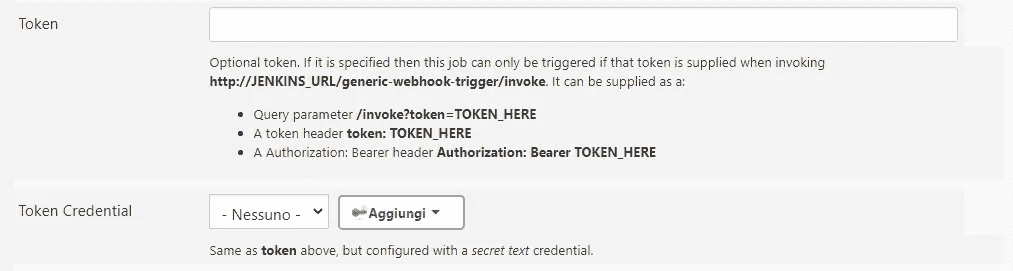 Token
Optional token. If it is specified then this job can only be triggered if that token is supplied when invoking
http://JENKINS_URL/generic-webhook-trigger/invoke. It can be supplied as a:
• Query parameter /invoke?token=TOKEN_HERE
• A token header token: TOKEN_HERE
• A Authorization: Bearer header Authorization: Bearer TOKEN_HERE
Token Credential
- Nessuno -
Aggiungi
Same as token above, but configured with a secret text credential.